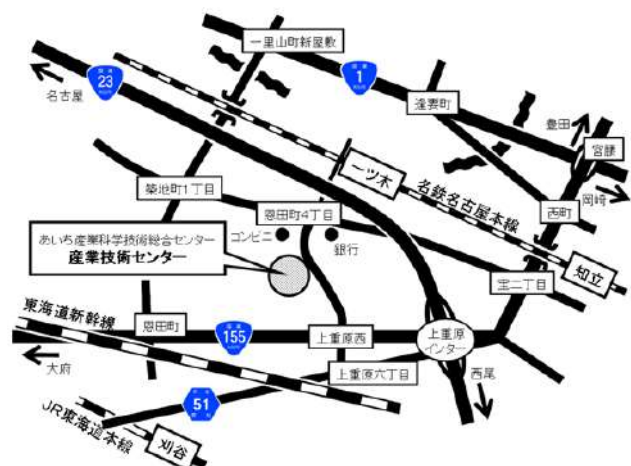 一里山町新屋敷
23
1
名古屋
逢妻町
豊田
宮腰
岡崎
一ツ木
名鉄名古屋本線
西町
築地町1丁目
恩田町4丁目
コンビニ
銀行
あいち産業科学技術総合センター
産業技術センター
知立
宝二丁目
東海道新幹線
恩田町
155
上重原西
上重原
インター
大府
上重原六丁目
西尾
51
JR東海道本線
刈谷